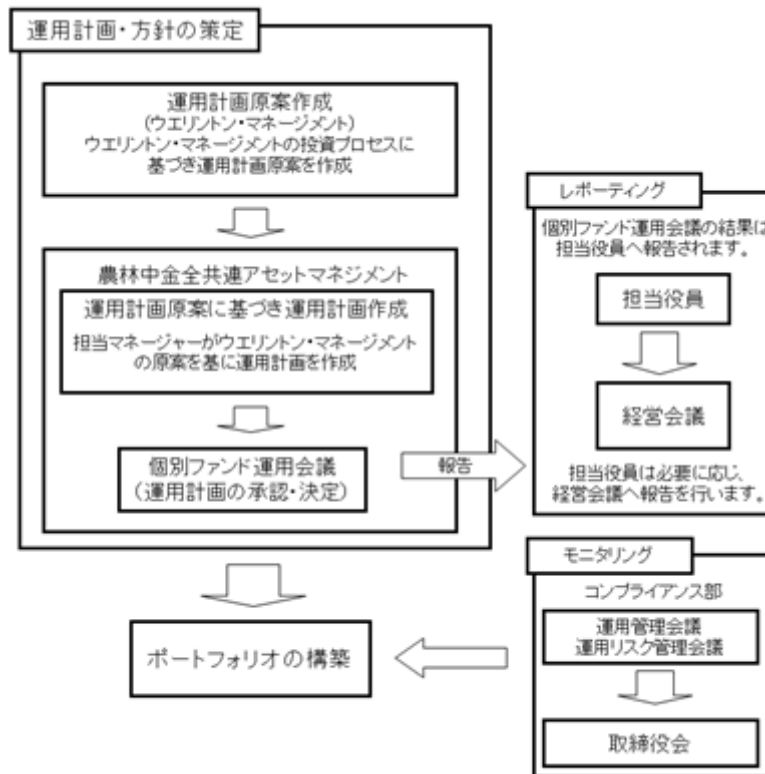 運用計画・方針の策定
運用計画原案作成
(ウエリントン・マネージメント)
ウエリントン・マネージメントの投資プロセスに
基づき運用計画原案を作成
農林中金全共連アセットマネジメント
運用計画原案に基づき運用計画作成
担当マネージャーがウエリントン・マネージメント
の原案を基に運用計画を作成
個別ファンド運用会議
(運用計画の承認・決定)
報告
レポーティング
個別ファンド運用会議の結果は
担当役員へ報告されます。
担当役員
経営会議
担当役員は必要に応じ、
経営会議へ報告を行います。
モニタリング
コンプライアンス部
運用管理会議
運用リスク管理会議
取締役会
ポートフォリオの構築